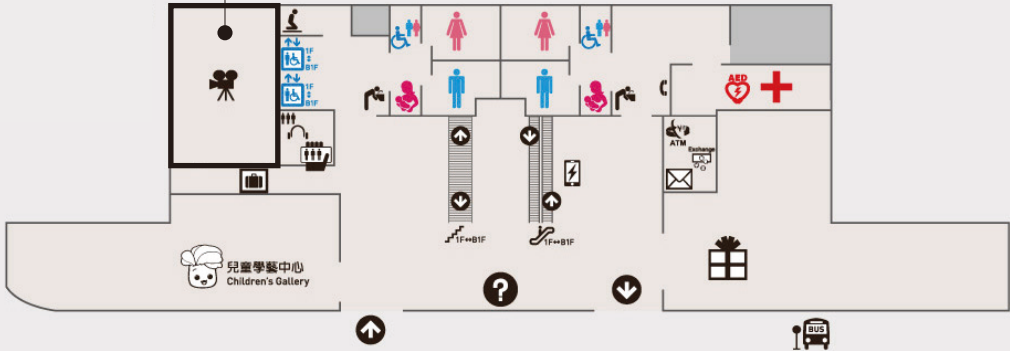 1F
B1F
1F
B1F
AED
ATM
Exchange
1F↔B1F
1F↔B1F
兒童學藝中心
Children's Gallery
?
BUS